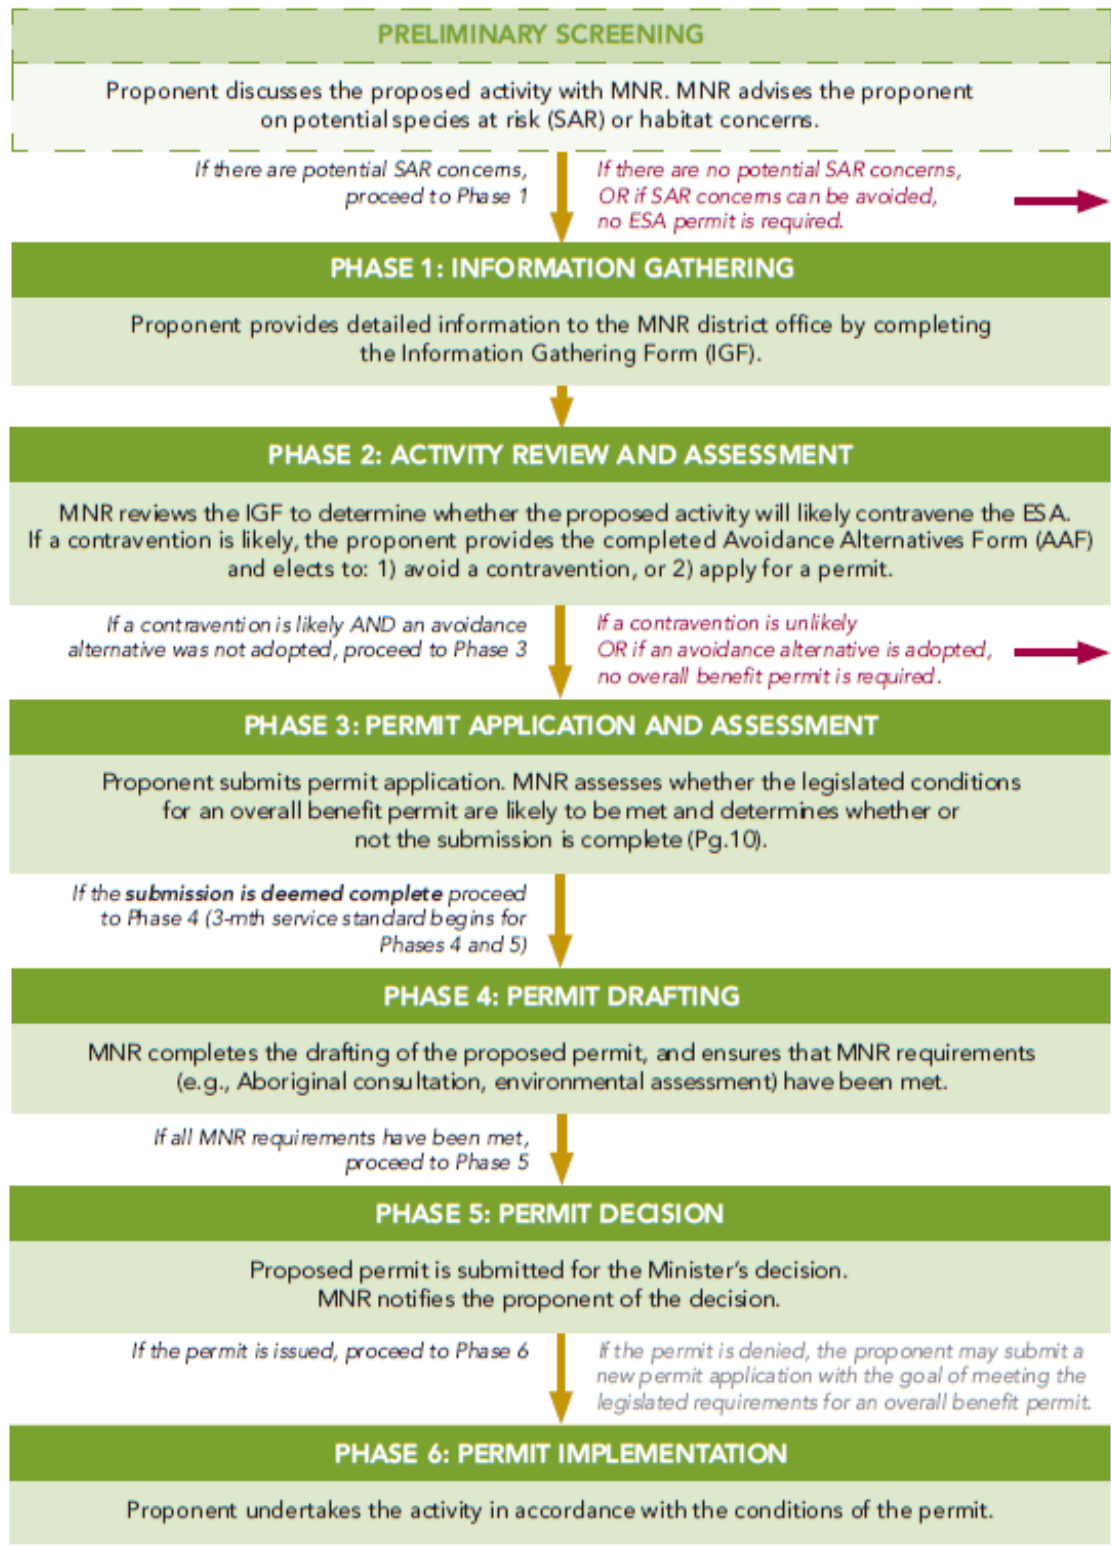 PRELIMINARY SCREENING
Proponent discusses the proposed activity with MNR. MNR advises the proponent
on potential species at risk (SAR) or habitat concerns.
If there are potential SAR concerns,
proceed to Phase 1
If there are no potential SAR concerns,
OR if SAR concerns can be avoided,
no ESA permit is required.
PHASE 1: INFORMATION GATHERING
Proponent provides detailed information to the MNR district office by completing
the Information Gathering Form (IGF).
PHASE 2: ACTIVITY REVIEW AND ASSESSMENT
MNR reviews the IGF to determine whether the proposed activity will likely contravene the ESA.
If a contravention is likely, the proponent provides the completed Avoidance Alternatives Form (AAF)
and elects to: 1) avoid a contravention, or 2) apply for a permit.
If a contravention is likely AND an avoidance
alternative was not adopted, proceed to Phase 3
If a contravention is unlikely
OR if an avoidance alternative is adopted,
no overall benefit permit is required.
PHASE 3: PERMIT APPLICATION AND ASSESSMENT
Proponent submits permit application. MNR assesses whether the legislated conditions
for an overall benefit permit are likely to be met and determines whether or
not the submission is complete (Pg.10).
If the submission is deemed complete proceed
to Phase 4 (3-mth service standard begins for
Phases 4 and 5)
PHASE 4: PERMIT DRAFTING
MNR completes the drafting of the proposed permit, and ensures that MNR requirements
(e.g., Aboriginal consultation, environmental assessment) have been met.
If all MNR requirements have been met,
proceed to Phase 5
PHASE 5: PERMIT DECISION
Proposed permit is submitted for the Minister's decision.
MNR notifies the proponent of the decision.
If the permit is issued, proceed to Phase 6
If the permit is denied, the proponent may submit a
new permit application with the goal of meeting the
legislated requirements for an overall benefit permit.
PHASE 6: PERMIT IMPLEMENTATION
Proponent undertakes the activity in accordance with the conditions of the permit.